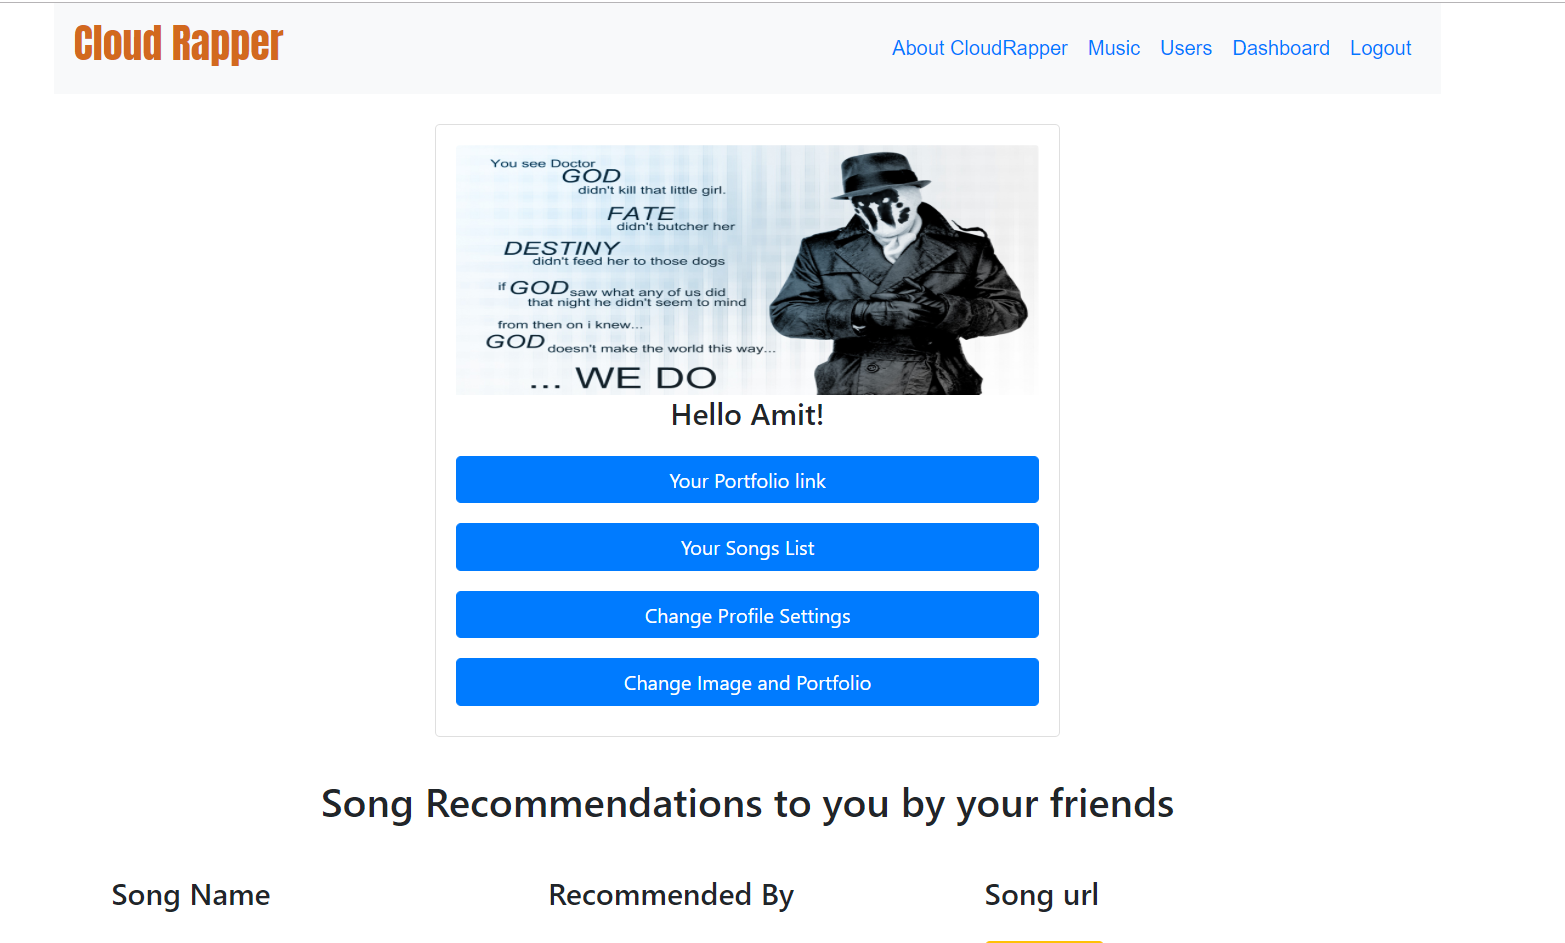 Cloud Rapper
About CloudRapper Music Users Dashboard Logout
You see Doctor
GOD
didn't kill that little girl.
FATE
didn't butcher her
DESTINY
didn't feed her to those dogs
if GOD saw what any of us did
that night he didn't seem to mind
from then on i knew...
GOD doesn't make the world this way...
... WE DO
Hello Amit!
Your Portfolio link
Your Songs List
Change Profile Settings
Change Image and Portfolio
Song Recommendations to you by your friends
Song Name Recommended By Song url